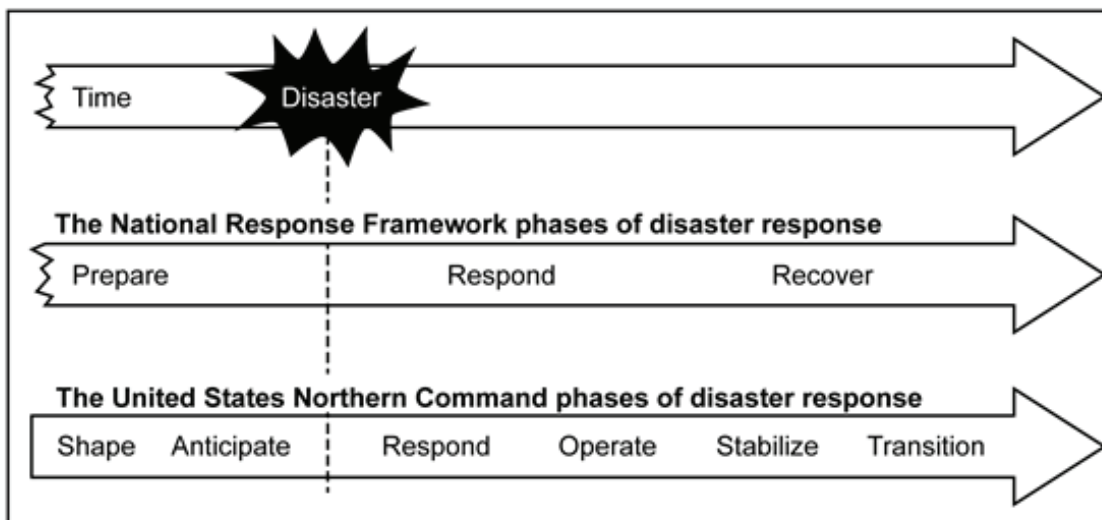 Time Disaster
The National Response Framework phases of disaster response
Prepare Respond Recover
The United States Northern Command phases of disaster response
Shape Anticipate Respond Operate Stabilize Transition